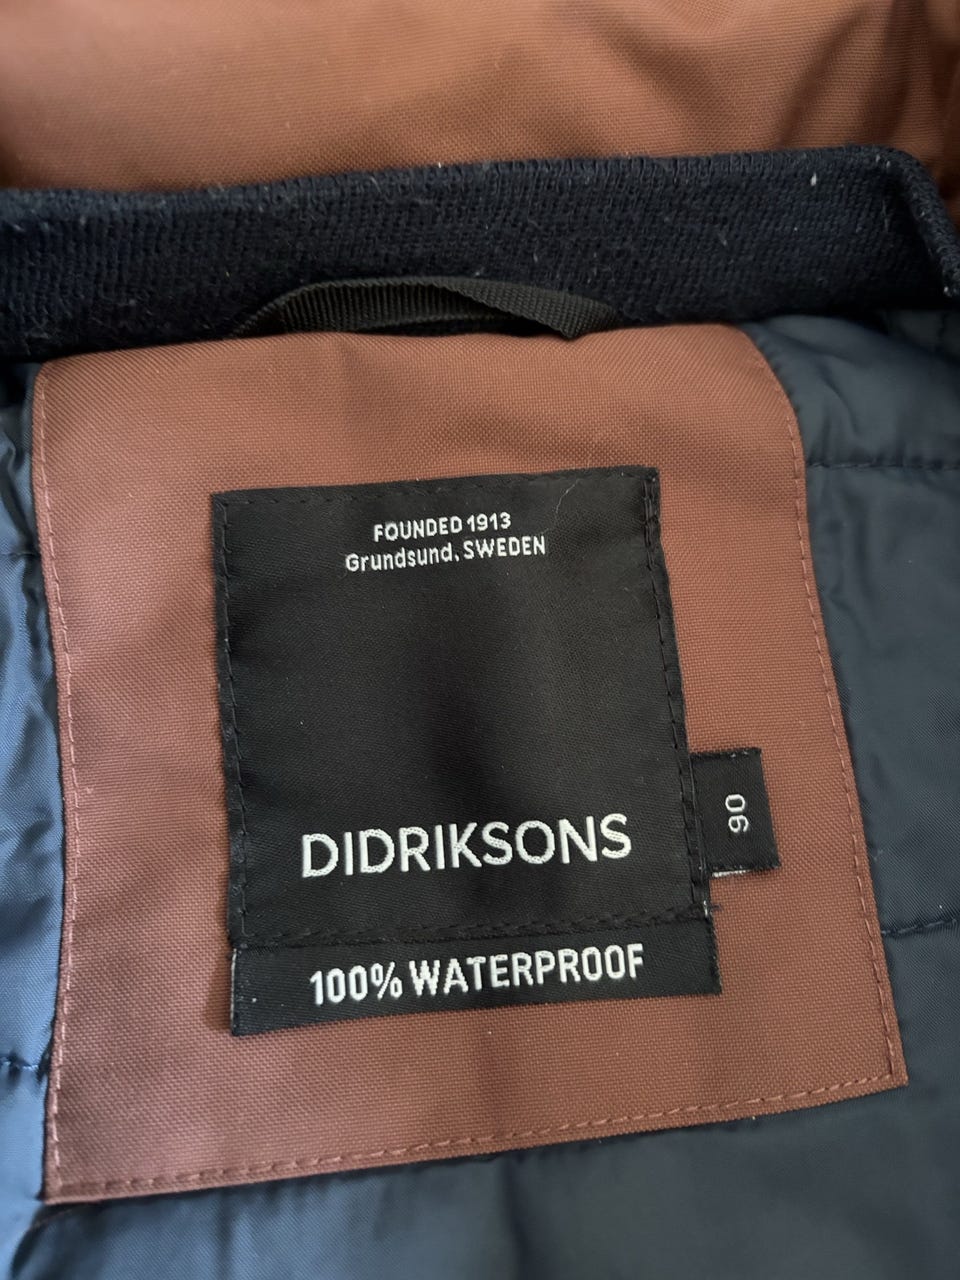 FOUNDED 1913
Grundsund, SWEDEN
DIDRIKSONS
90
100% WATERPROOF